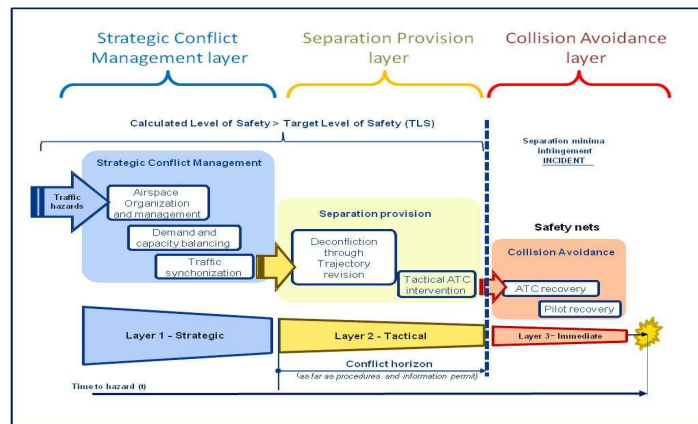 Strategic Conflict
Management layer
Separation Provision
layer
Collision Avoidance
layer
Calculated Level of Safety > Target Level of Safety (TLS)
Separation minima
infringement
INCIDENT
Strategic Conflict Management
Traffic
hazards
Airspace
Organization
and management
Demand and
capacity balancing
Traffic
synchonization
Separation provision
Deconfliction
through
Trajectory
revision
Tactical ATC
intervention
Safety nets
Collision Avoidance
ATC recovery
Pilot recovery
Layer 1 - Strategic
Layer 2 - Tactical
Layer 3– Immediate
Conflict horizon
(as far as procedures and information permit)
Time to hazard (t)